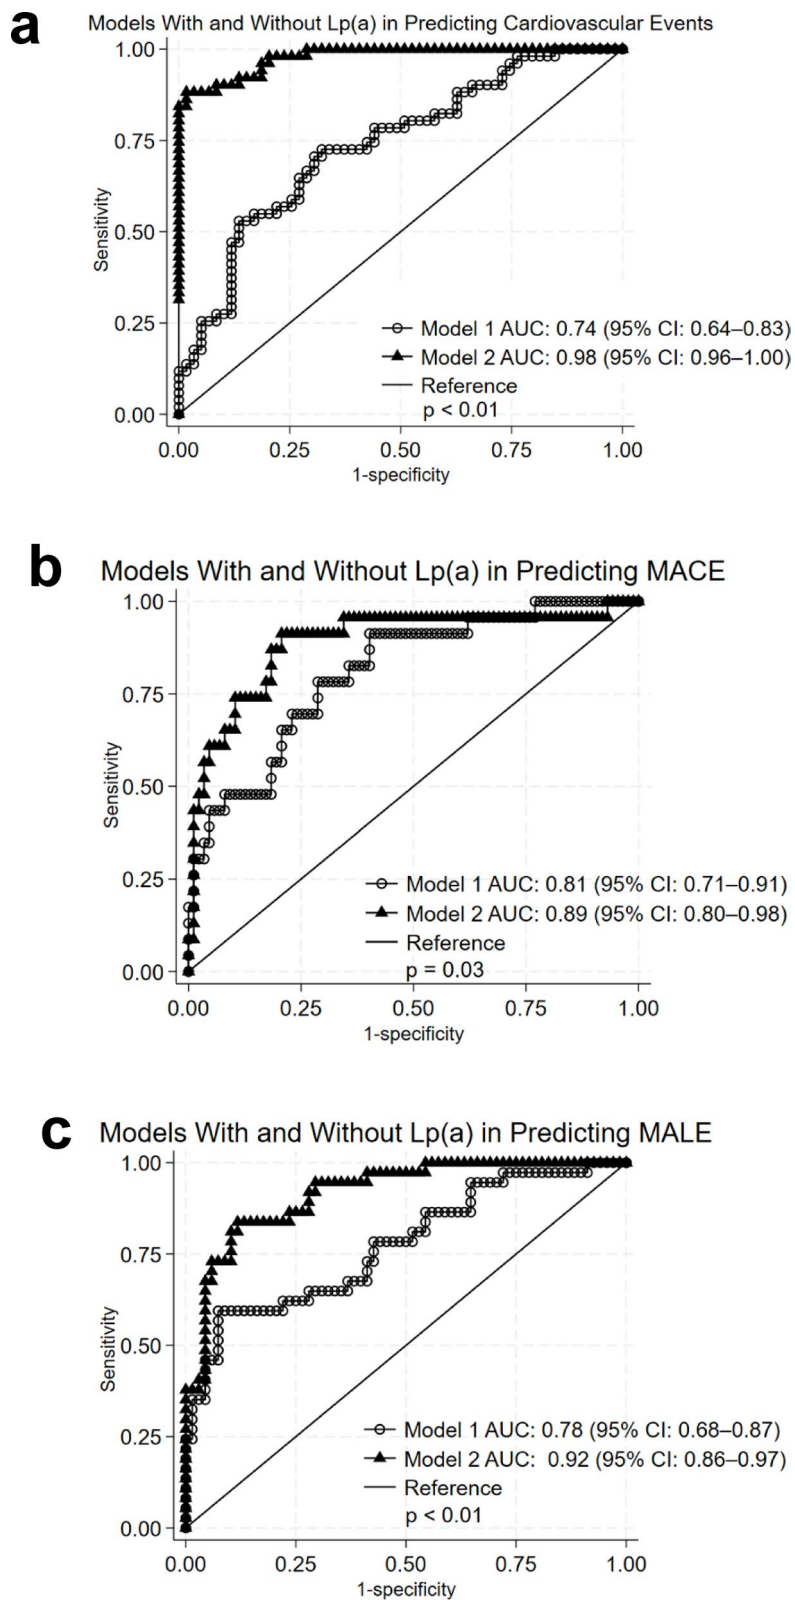 a
Models With and Without Lp(a) in Predicting Cardiovascular Events
1.00
0.75
0.50
0.25
0.00
Sensitivity
Model 1 AUC: 0.74 (95% CI: 0.64–0.83)
Model 2 AUC: 0.98 (95% CI: 0.96–1.00)
Reference
p < 0.01
0.00 0.25 0.50 0.75 1.00
1-specificity
b
Models With and Without Lp(a) in Predicting MACE
1.00
0.75
0.50
0.25
0.00
Sensitivity
Model 1 AUC: 0.81 (95% CI: 0.71–0.91)
Model 2 AUC: 0.89 (95% CI: 0.80–0.98)
Reference
p = 0.03
0.00 0.25 0.50 0.75 1.00
1-specificity
c
Models With and Without Lp(a) in Predicting MALE
1.00
0.75
0.50
0.25
0.00
Sensitivity
Model 1 AUC: 0.78 (95% CI: 0.68–0.87)
Model 2 AUC: 0.92 (95% CI: 0.86–0.97)
Reference
p < 0.01
0.00 0.25 0.50 0.75 1.00
1-specificity